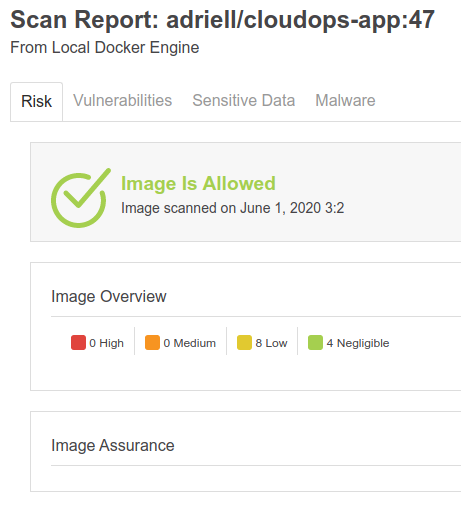 Scan Report: adriell/cloudops-app:47
From Local Docker Engine
Risk Vulnerabilities Sensitive Data Malware
Image Is Allowed
Image scanned on June 1, 2020 3:2
Image Overview
0 High 0 Medium 8 Low 4 Negligible
Image Assurance